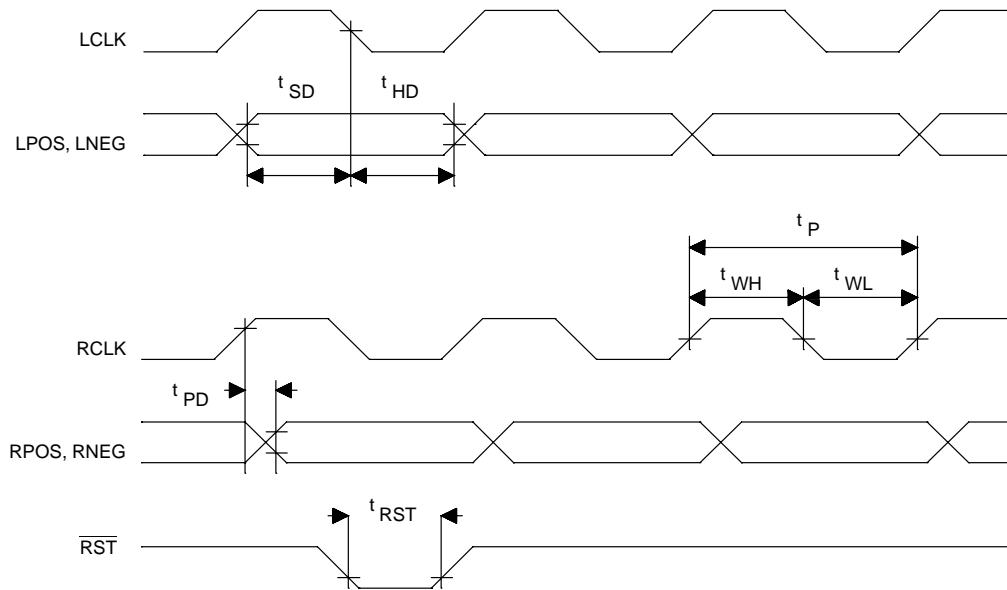 LCLK
t SD
t HD
LPOS, LNEG
t P
t WH
t WL
RCLK
t PD
RPOS, RNEG
t RST
RST